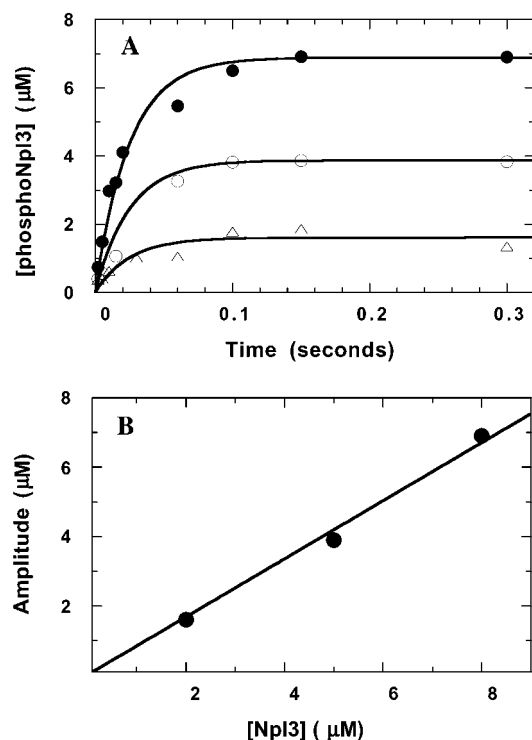 A
[phosphoNpl3] (μM)
8
6
4
2
0
0 0.1 0.2 0.3
Time (seconds)
B
Amplitude (μM)
8
6
4
2
2 4 6 8
[Npl3] ( μM)